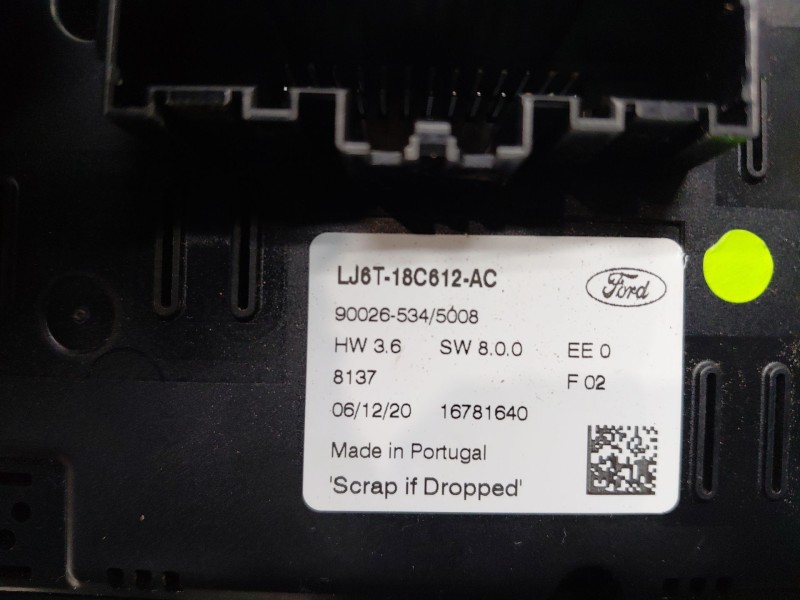 LJ6T-18C612-AC
Ford
90026-534/5008
HW 3.6 SW 8.0.0 EE 0
8137 F 02
06/12/20 16781640
Made in Portugal
'Scrap if Dropped'